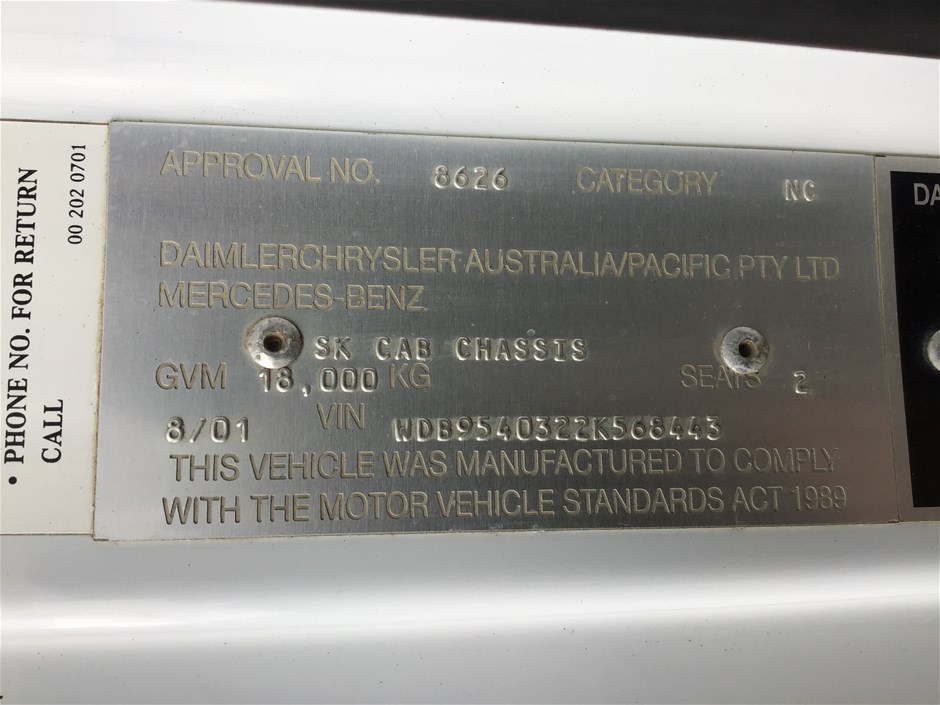 • PHONE NO. FOR RETURN
CALL
00 202 0701
APPROVAL NO. 8626 CATEGORY NC
DAIMLERCHRYSLER AUSTRALIA/PACIFIC PTY LTD
MERCEDES-BENZ
SK CAB CHASSIS
GVM 18,000 KG SEATS 2
8/01 VIN WDB9540322K568443
THIS VEHICLE WAS MANUFACTURED TO COMPLY
WITH THE MOTOR VEHICLE STANDARDS ACT 1989
DA